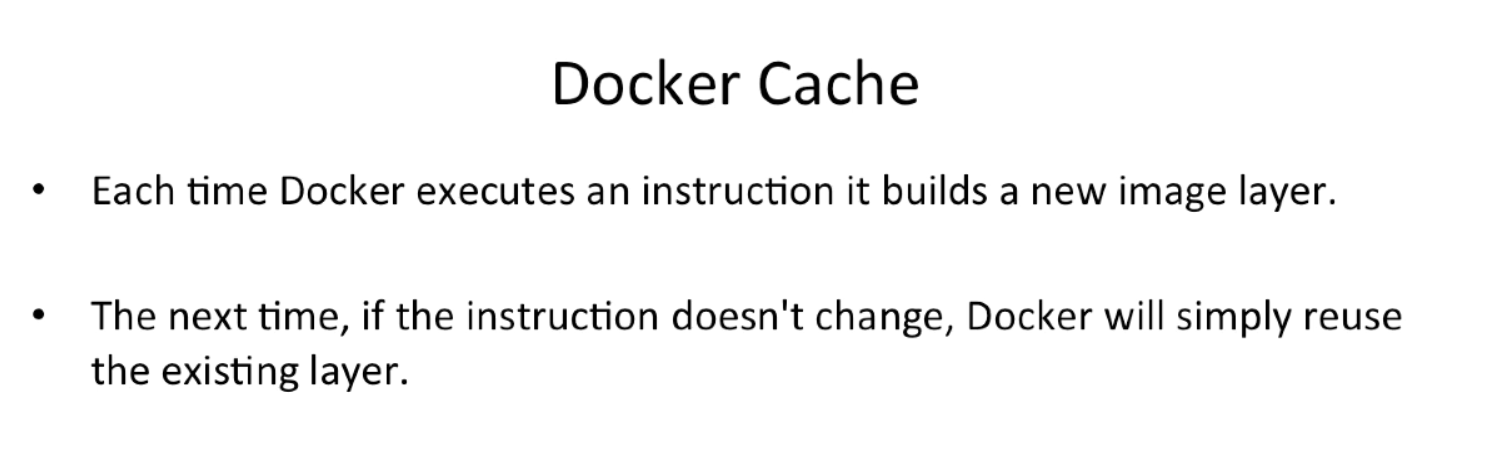 Docker Cache
• Each time Docker executes an instruction it builds a new image layer.
• The next time, if the instruction doesn't change, Docker will simply reuse
the existing layer.